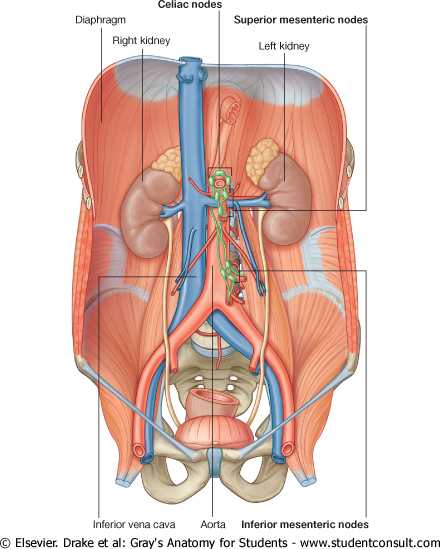 Celiac nodes
Diaphragm
Superior mesenteric nodes
Right kidney
Left kidney
Inferior vena cava
Aorta
Inferior mesenteric nodes
© Elsevier. Drake et al: Gray's Anatomy for Students - www.studentconsult.com